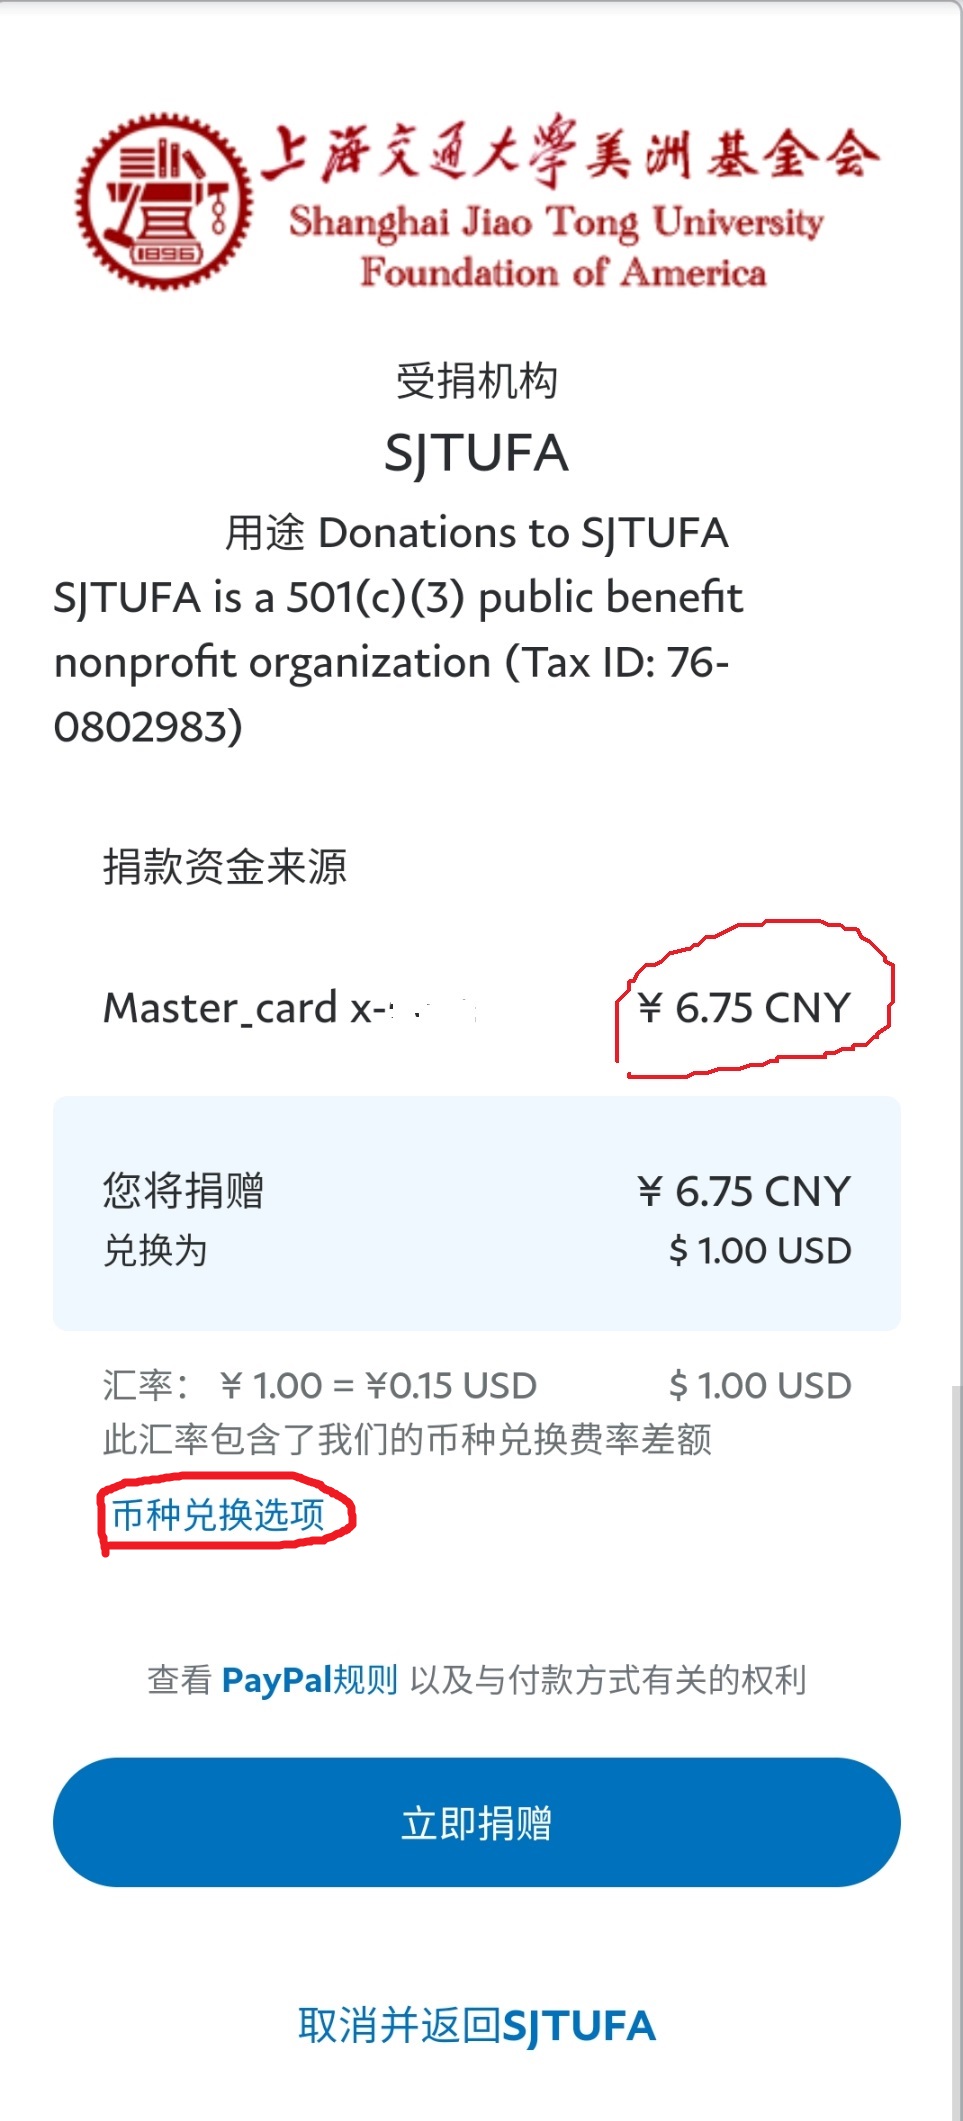 上海交通大學美洲基金会
Shanghai Jiao Tong University
Foundation of America
1896
受捐机构
SJTUFA
用途 Donations to SJTUFA
SJTUFA is a 501(c)(3) public benefit
nonprofit organization (Tax ID: 76-
0802983)
捐款资金来源
Master_card x- ¥ 6.75 CNY
您将捐赠 ¥ 6.75 CNY
兑换为 $ 1.00 USD
汇率： ¥ 1.00 = ¥0.15 USD $ 1.00 USD
此汇率包含了我们的币种兑换费率差额
币种兑换选项
查看 PayPal规则 以及与付款方式有关的权利
立即捐赠
取消并返回SJTUFA